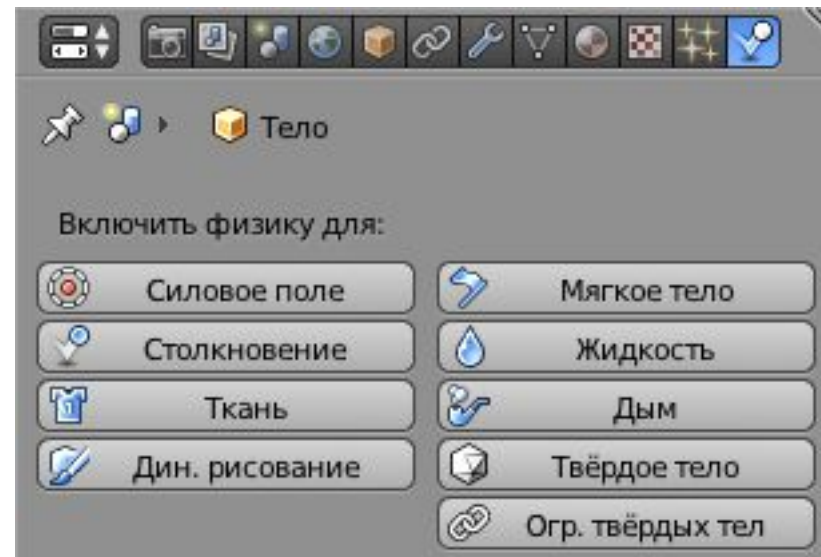 Тело
Включить физику для:
Силовое поле
Мягкое тело
Столкновение
Жидкость
Ткань
Дым
Дин. рисование
Твёрдое тело
Огр. твёрдых тел